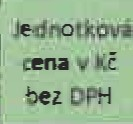 Jednotková
cena v Kč
bez DPH